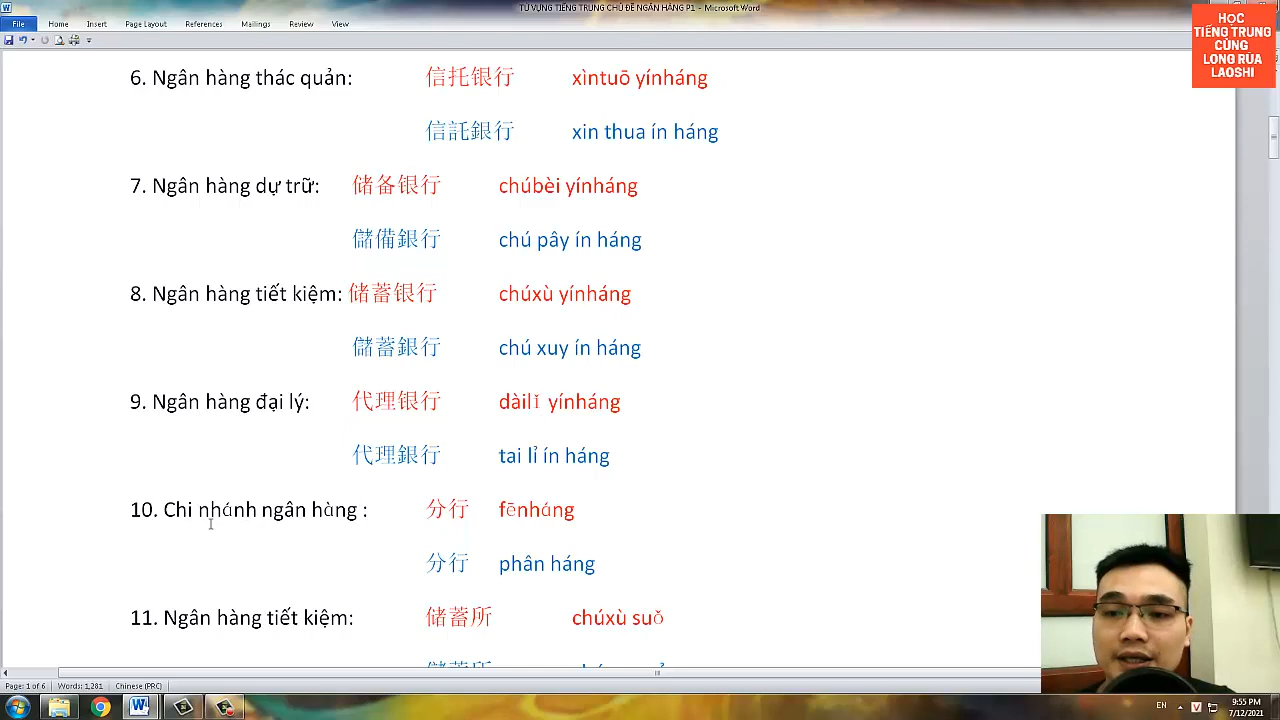 TỪ VỰNG TIẾNG TRUNG CHỦ ĐỀ NGÂN HÀNG P1 - Microsoft Word
File Home Insert Page Layout References Mailings Review View
HỌC
TIẾNG TRUNG
CÙNG
LONG RÙA
LAOSHI
6. Ngân hàng thác quản: 信托银行 xìntuō yínháng
信託銀行 xin thua ín háng
7. Ngân hàng dự trữ: 储备银行 chúbèi yínháng
儲備銀行 chú pây ín háng
8. Ngân hàng tiết kiệm: 储蓄银行 chúxù yínháng
儲蓄銀行 chú xuy ín háng
9. Ngân hàng đại lý: 代理银行 dàilǐ yínháng
代理銀行 tai lỉ ín háng
10. Chi nhánh ngân hàng : 分行 fēnháng
分行 phân háng
11. Ngân hàng tiết kiệm: 储蓄所 chúxù suǒ
Page: 1 of 6 Words: 1,281 Chinese (PRC)
EN 9:55 PM
7/12/2021